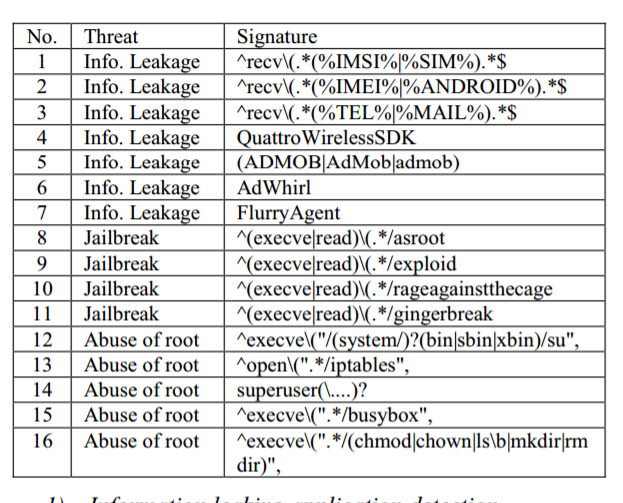 No. Threat Signature
1 Info. Leakage ^recv\(.*(%IMSI%|%SIM%).*$
2 Info. Leakage ^recv\(.*(%IMEI%|%ANDROID%).*$
3 Info. Leakage ^recv\(.*(%TEL%|%MAIL%).*$
4 Info. Leakage QuattroWirelessSDK
5 Info. Leakage (ADMOB|AdMob|admob)
6 Info. Leakage AdWhirl
7 Info. Leakage FlurryAgent
8 Jailbreak ^(execve|read)\(.*/asroot
9 Jailbreak ^(execve|read)\(.*/exploid
10 Jailbreak ^(execve|read)\(.*/rageagainstthecage
11 Jailbreak ^(execve|read)\(.*/gingerbreak
12 Abuse of root ^execve\("/(system/)?(bin|sbin|xbin)/su",
13 Abuse of root ^open\(".*/iptables",
14 Abuse of root superuser(\....)?
15 Abuse of root ^execve\(".*/busybox",
16 Abuse of root ^execve\(".*/(chmod|chown|ls\b|mkdir|rm
dir)",
1) Information leaking application detection